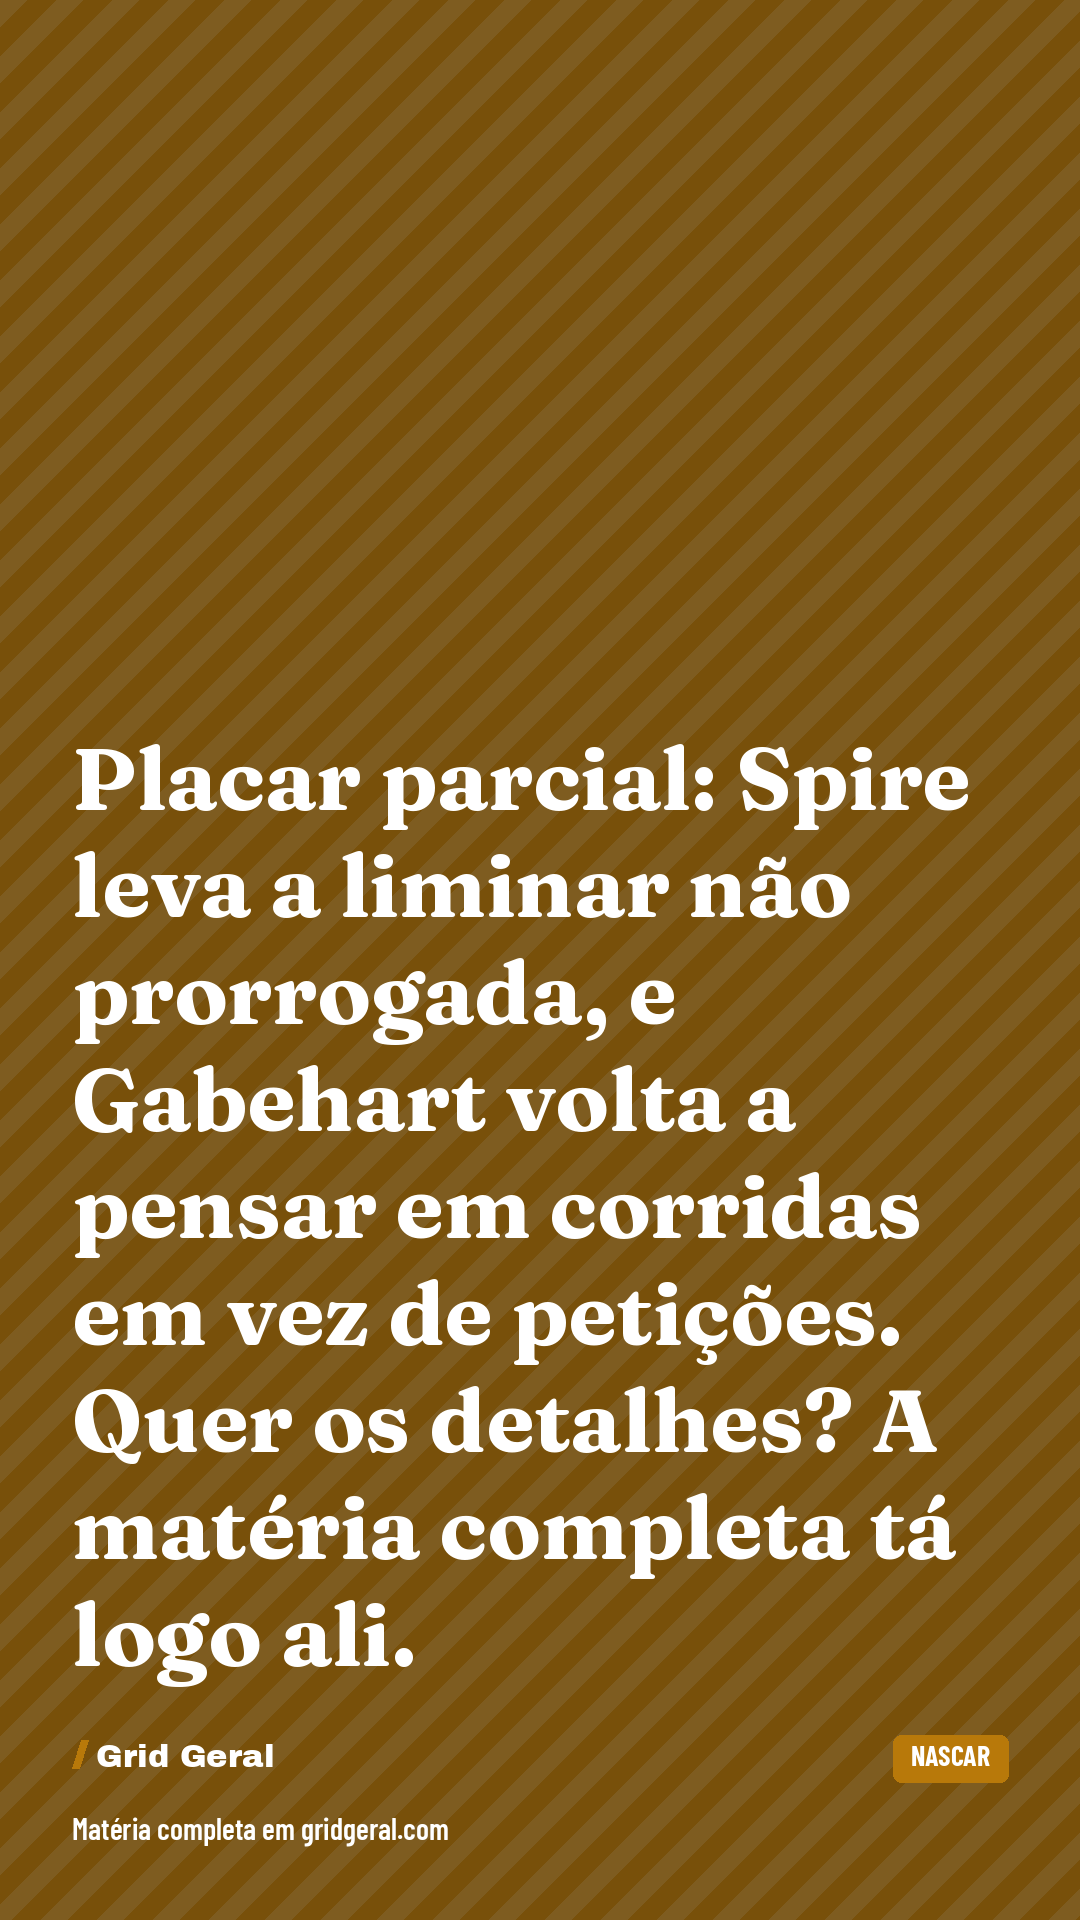 Placar parcial: Spire
leva a liminar não
prorrogada, e
Gabehart volta a
pensar em corridas
em vez de petições.
Quer os detalhes? A
matéria completa tá
logo ali.
/ Grid Geral
NASCAR
Matéria completa em gridgeral.com